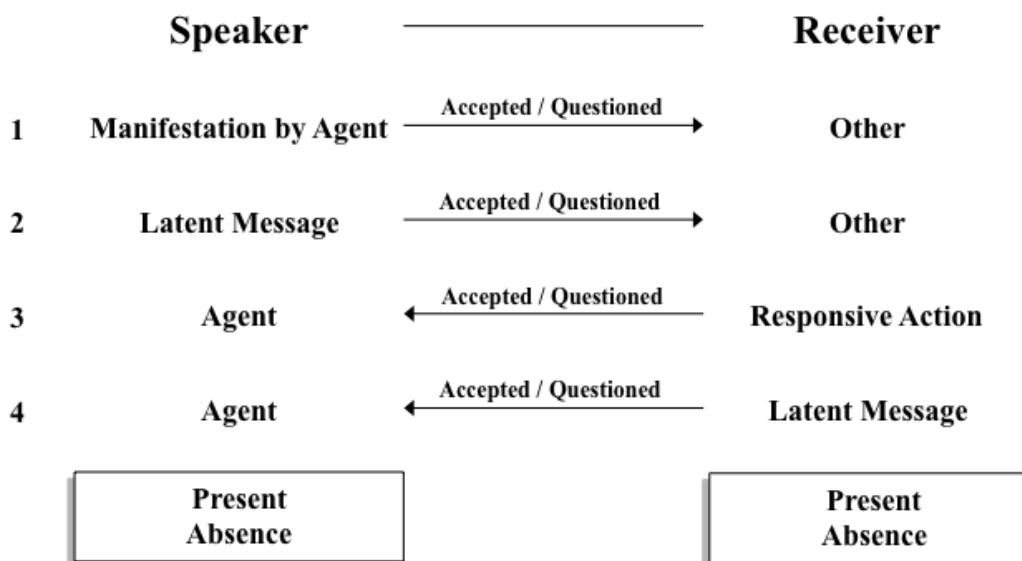 Speaker Receiver
Accepted / Questioned
1 Manifestation by Agent Other
Accepted / Questioned
2 Latent Message Other
Accepted / Questioned
3 Agent Responsive Action
Accepted / Questioned
4 Agent Latent Message
Present Present
Absence Absence